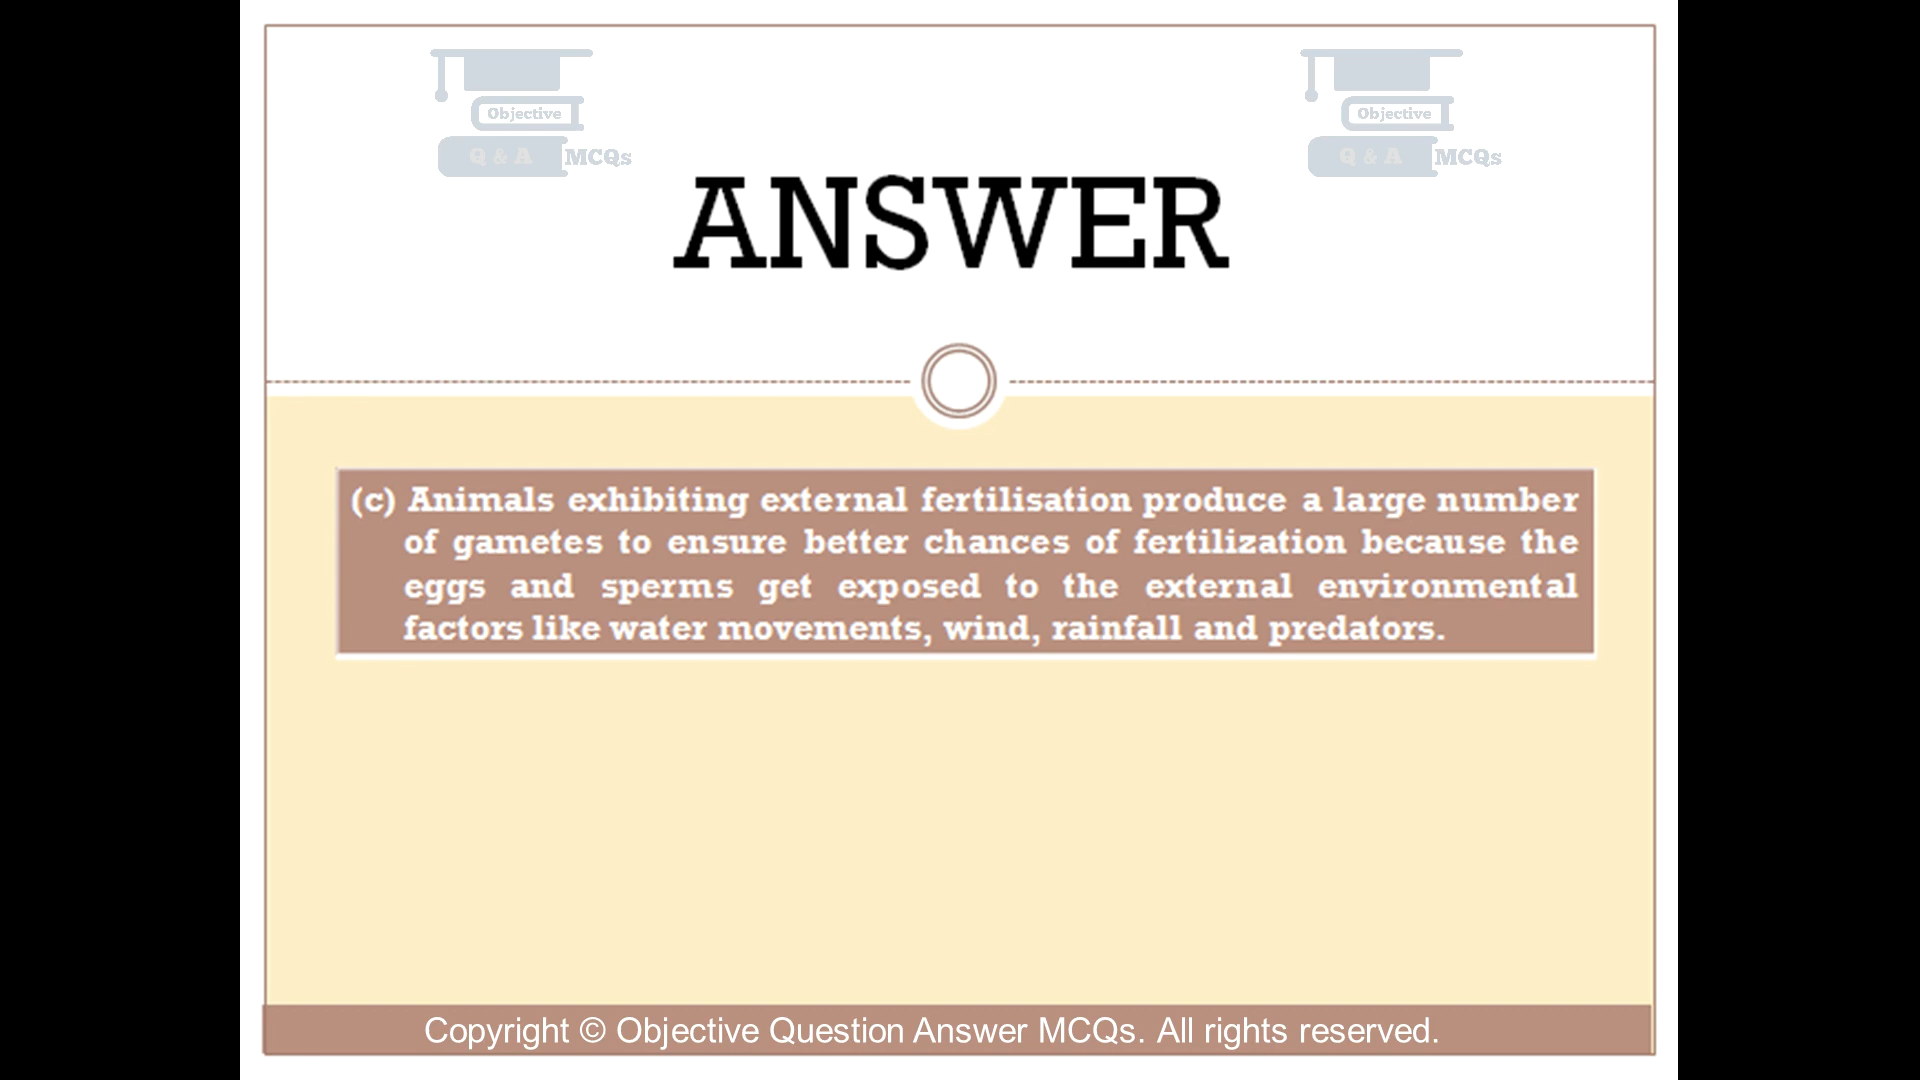 Objective
Q & A MCQs
Objective
Q & A MCQs
ANSWER
(c) Animals exhibiting external fertilisation produce a large number
of gametes to ensure better chances of fertilization because the
eggs and sperms get exposed to the external environmental
factors like water movements, wind, rainfall and predators.
Copyright © Objective Question Answer MCQs. All rights reserved.